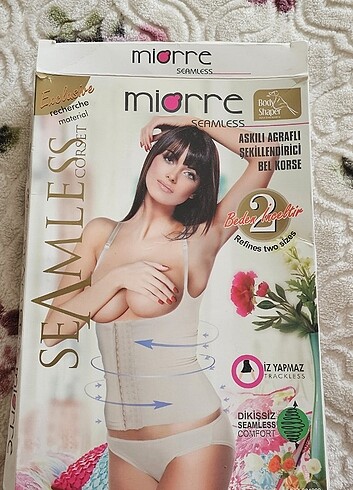 miorre
SEAMLESS
Exclusive
recherche
material
miorre
SEAMLESS
Body
Shaper
ASKILI AGRAFLI
ŞEKİLLENDİRİCİ
BEL KORSE
SEAMLESS
CORSET
2
Beden İnceltir
Refines two sizes
İZ YAPMAZ
TRACKLESS
DİKİŞSİZ
SEAMLESS
COMFORT